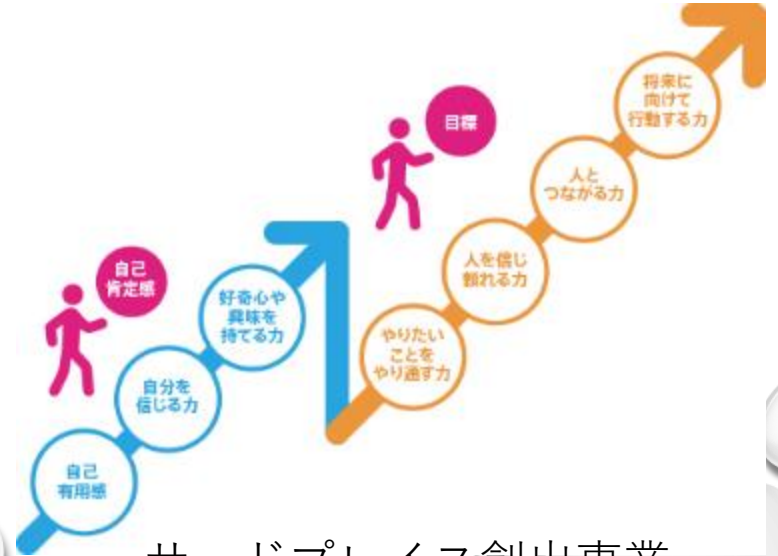 将来に
向けて
行動する力
目標
人と
つながる力
人を信じ
頼れる力
自己
肯定感
好奇心や
興味を
持てる力
やりたい
ことを
やり通す力
自分を
信じる力
自己
有用感
サードプレイス創出事業